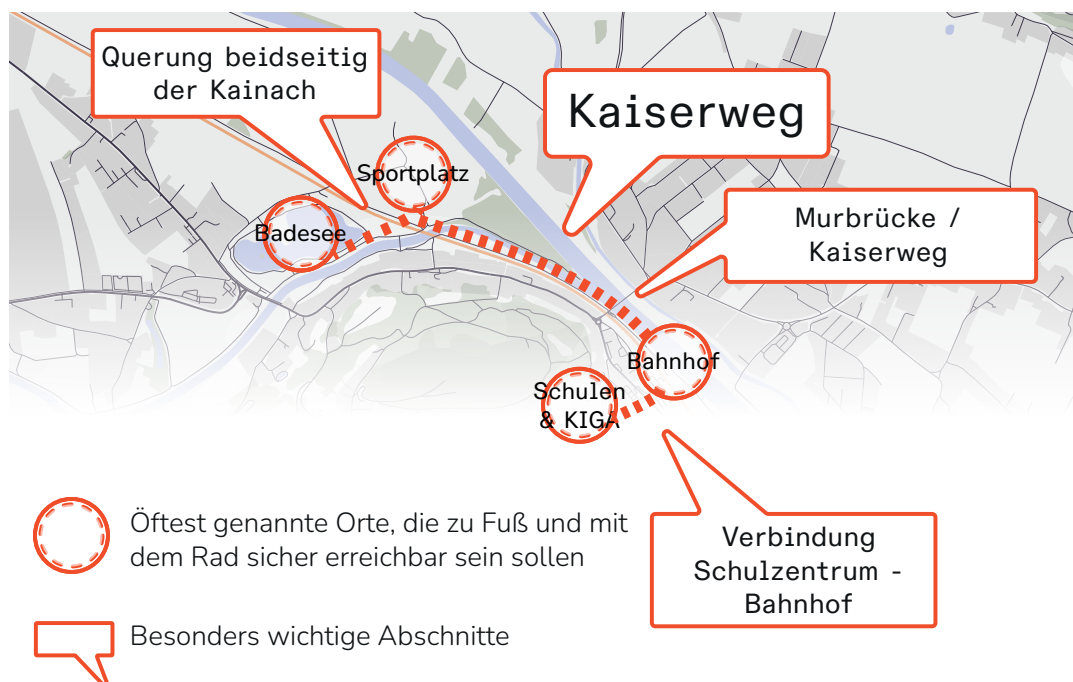 Querung beidseitig
der Kainach
Kaiserweg
Sportplatz
Badesee
Murbrücke /
Kaiserweg
Bahnhof
Schulen
& KIGA
Verbindung
Schulzentrum -
Bahnhof
Öftest genannte Orte, die zu Fuß und mit
dem Rad sicher erreichbar sein sollen
Besonders wichtige Abschnitte